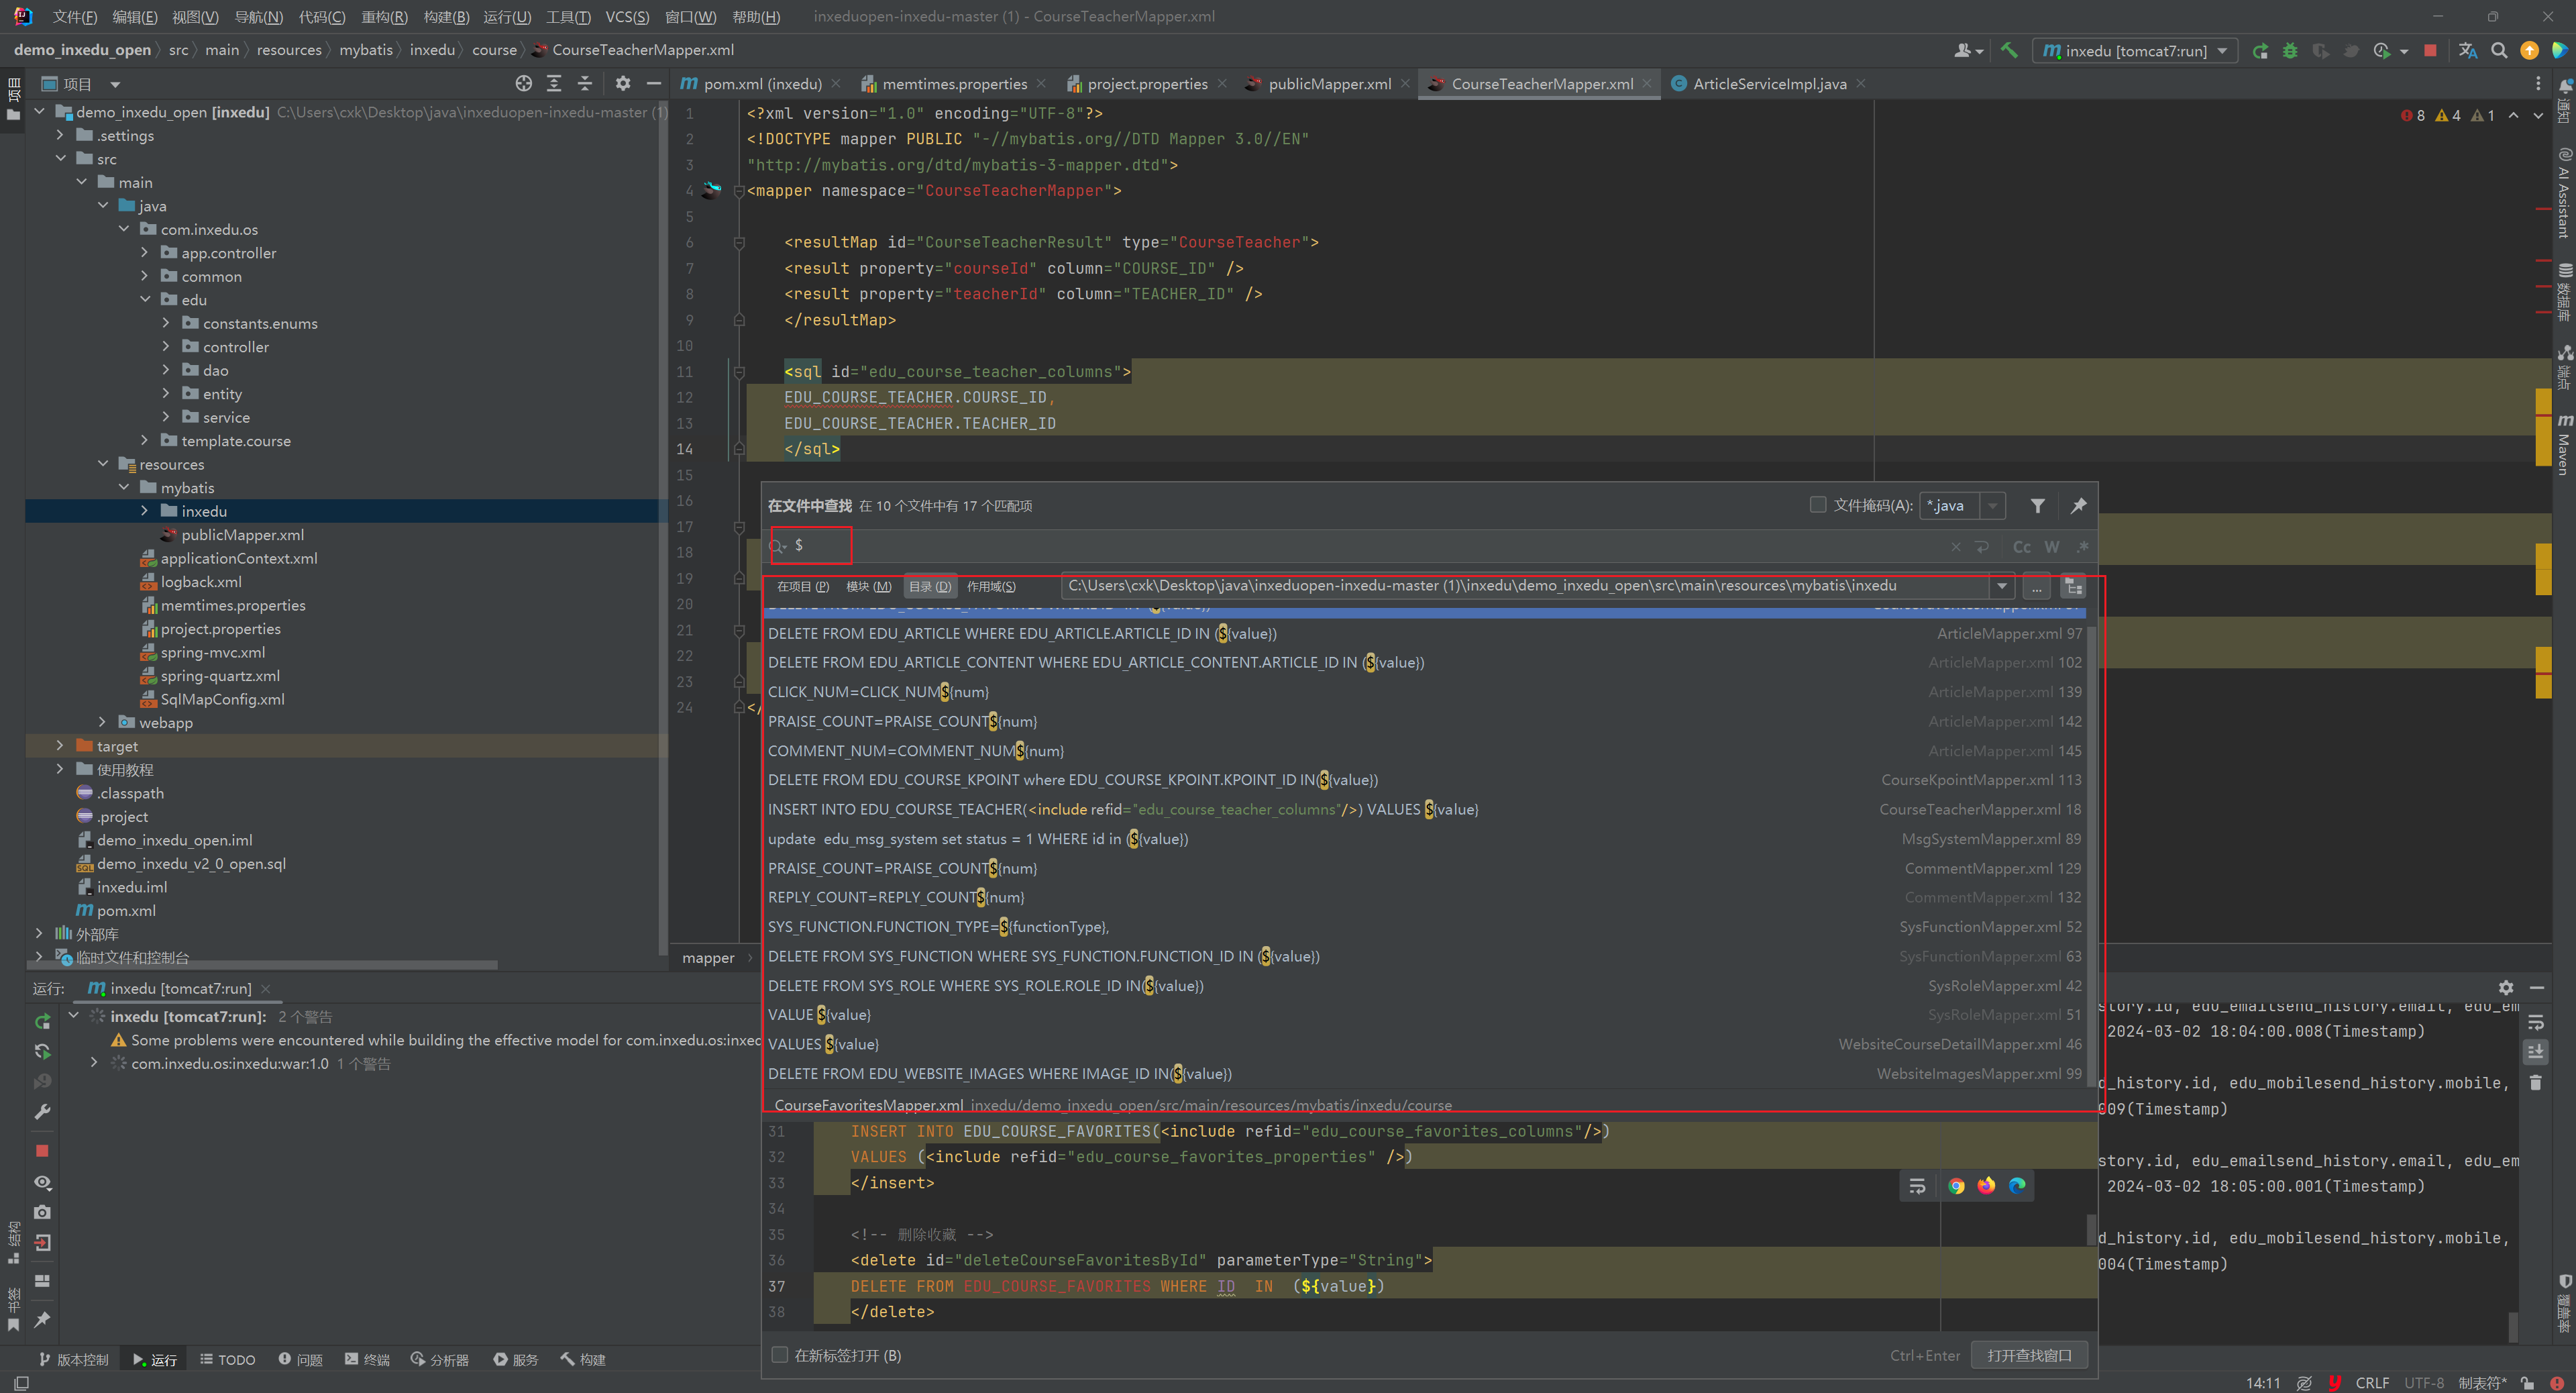 文件(F) 编辑(E) 视图(V) 导航(N) 代码(C) 重构(R) 构建(B) 运行(U) 工具(T) VCS(S) 窗口(W) 帮助(H) inxeduopen-inxedu-master (1) - CourseTeacherMapper.xml
demo_inxedu_open src main resources mybatis inxedu course CourseTeacherMapper.xml inxedu [tomcat7:run]
项目 pom.xml (inxedu) memtimes.properties project.properties publicMapper.xml CourseTeacherMapper.xml ArticleServiceImpl.java
项目
demo_inxedu_open [inxedu] C:\Users\cxk\Desktop\java\inxeduopen-inxedu-master (1)
.settings
src
main
java
com.inxedu.os
app.controller
common
edu
constants.enums
controller
dao
entity
service
template.course
resources
mybatis
inxedu
publicMapper.xml
applicationContext.xml
logback.xml
memtimes.properties
project.properties
spring-mvc.xml
spring-quartz.xml
SqlMapConfig.xml
webapp
target
使用教程
.classpath
.project
demo_inxedu_open.iml
demo_inxedu_v2_0_open.sql
inxedu.iml
pom.xml
外部库
临时文件和控制台
8 4 1
1 <?xml version="1.0" encoding="UTF-8"?>
2 <!DOCTYPE mapper PUBLIC "-//mybatis.org//DTD Mapper 3.0//EN"
3 "http://mybatis.org/dtd/mybatis-3-mapper.dtd">
4 <mapper namespace="CourseTeacherMapper">
5
6 <resultMap id="CourseTeacherResult" type="CourseTeacher">
7 <result property="courseId" column="COURSE_ID" />
8 <result property="teacherId" column="TEACHER_ID" />
9 </resultMap>
10
11 <sql id="edu_course_teacher_columns">
12 EDU_COURSE_TEACHER.COURSE_ID,
13 EDU_COURSE_TEACHER.TEACHER_ID
14 </sql>
15
16
17
18
19
20
21
22
23
24 </
mapper
通知
AI Assistant
数据库
端点
Maven
在文件中查找 在 10 个文件中有 17 个匹配项 文件掩码(A): *.java
$ Cc W .*
在项目 (P) 模块 (M) 目录 (D) 作用域(S) C:\Users\cxk\Desktop\java\inxeduopen-inxedu-master (1)\inxedu\demo_inxedu_open\src\main\resources\mybatis\inxedu ...
DELETE FROM EDU_ARTICLE WHERE EDU_ARTICLE.ARTICLE_ID IN (${value}) ArticleMapper.xml 97
DELETE FROM EDU_ARTICLE_CONTENT WHERE EDU_ARTICLE_CONTENT.ARTICLE_ID IN (${value}) ArticleMapper.xml 102
CLICK_NUM=CLICK_NUM${num} ArticleMapper.xml 139
PRAISE_COUNT=PRAISE_COUNT${num} ArticleMapper.xml 142
COMMENT_NUM=COMMENT_NUM${num} ArticleMapper.xml 145
DELETE FROM EDU_COURSE_KPOINT where EDU_COURSE_KPOINT.KPOINT_ID IN(${value}) CourseKpointMapper.xml 113
INSERT INTO EDU_COURSE_TEACHER(<include refid="edu_course_teacher_columns"/>) VALUES ${value} CourseTeacherMapper.xml 18
update edu_msg_system set status = 1 WHERE id in (${value}) MsgSystemMapper.xml 89
PRAISE_COUNT=PRAISE_COUNT${num} CommentMapper.xml 129
REPLY_COUNT=REPLY_COUNT${num} CommentMapper.xml 132
SYS_FUNCTION.FUNCTION_TYPE=${functionType}, SysFunctionMapper.xml 52
DELETE FROM SYS_FUNCTION WHERE SYS_FUNCTION.FUNCTION_ID IN (${value}) SysFunctionMapper.xml 63
DELETE FROM SYS_ROLE WHERE SYS_ROLE.ROLE_ID IN(${value}) SysRoleMapper.xml 42
VALUE ${value} SysRoleMapper.xml 51
VALUES ${value} WebsiteCourseDetailMapper.xml 46
DELETE FROM EDU_WEBSITE_IMAGES WHERE IMAGE_ID IN(${value}) WebsiteImagesMapper.xml 99
CourseFavoritesMapper.xml inxedu/demo_inxedu_open/src/main/resources/mybatis/inxedu/course
31 INSERT INTO EDU_COURSE_FAVORITES(<include refid="edu_course_favorites_columns"/>)
32 VALUES (<include refid="edu_course_favorites_properties" />)
33 </insert>
34
35 <!-- 删除收藏 -->
36 <delete id="deleteCourseFavoritesById" parameterType="String">
37 DELETE FROM EDU_COURSE_FAVORITES WHERE ID IN (${value})
38 </delete>
在新标签打开 (B) Ctrl+Enter 打开查找窗口
运行: inxedu [tomcat7:run]
inxedu [tomcat7:run]: 2 个警告
Some problems were encountered while building the effective model for com.inxedu.os:inxed
com.inxedu.os:inxedu:war:1.0 1 个警告
story.id, edu_emailsend_history.email, edu_em
2024-03-02 18:04:00.008(Timestamp)
d_history.id, edu_mobilesend_history.mobile,
009(Timestamp)
story.id, edu_emailsend_history.email, edu_em
2024-03-02 18:05:00.001(Timestamp)
d_history.id, edu_mobilesend_history.mobile,
004(Timestamp)
结构
书签
覆盖率
版本控制 运行 TODO 问题 终端 分析器 服务 构建
14:11 CRLF UTF-8 制表符*